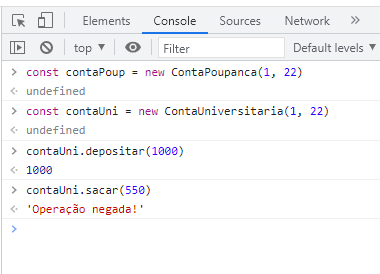 Elements Console Sources Network »
top ▼ Filter Default levels ▼
> const contaPoup = new ContaPoupanca(1, 22)
<· undefined
> const contaUni = new ContaUniversitaria(1, 22)
<· undefined
> contaUni.depositar(1000)
<· 1000
> contaUni.sacar(550)
<· 'Operação negada!'
>